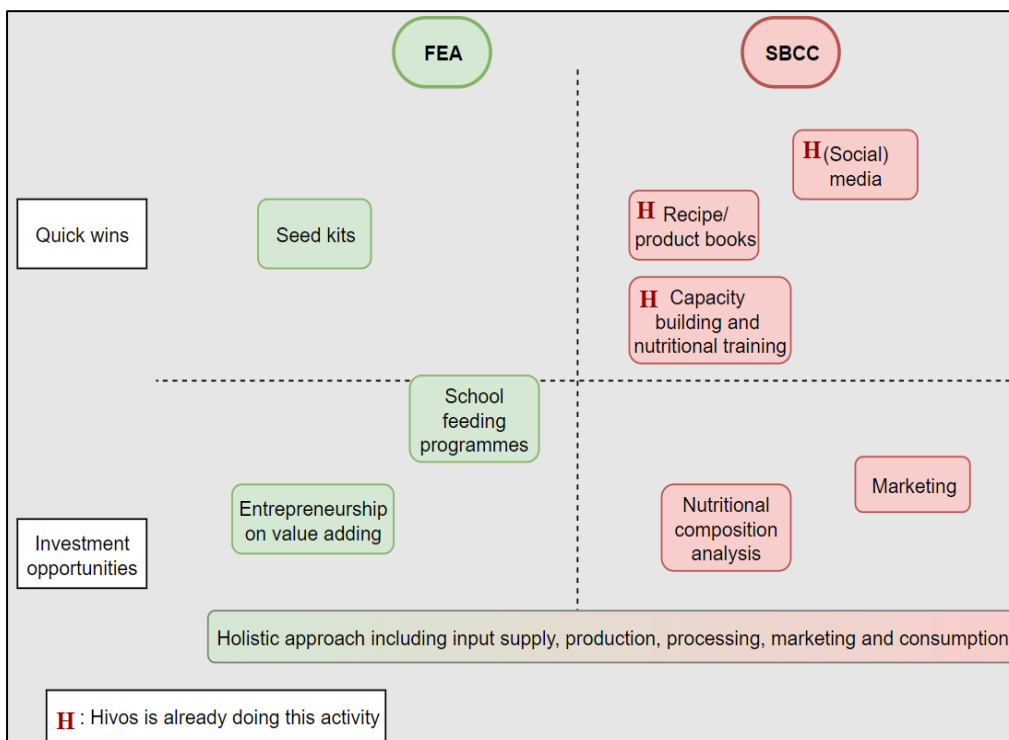 FEA
SBCC
H (Social)
media
Quick wins
Seed kits
H Recipe/
product books
H Capacity
building and
nutritional training
School
feeding
programmes
Investment
opportunities
Entrepreneurship
on value adding
Nutritional
composition
analysis
Marketing
Holistic approach including input supply, production, processing, marketing and consumption
H : Hivos is already doing this activity